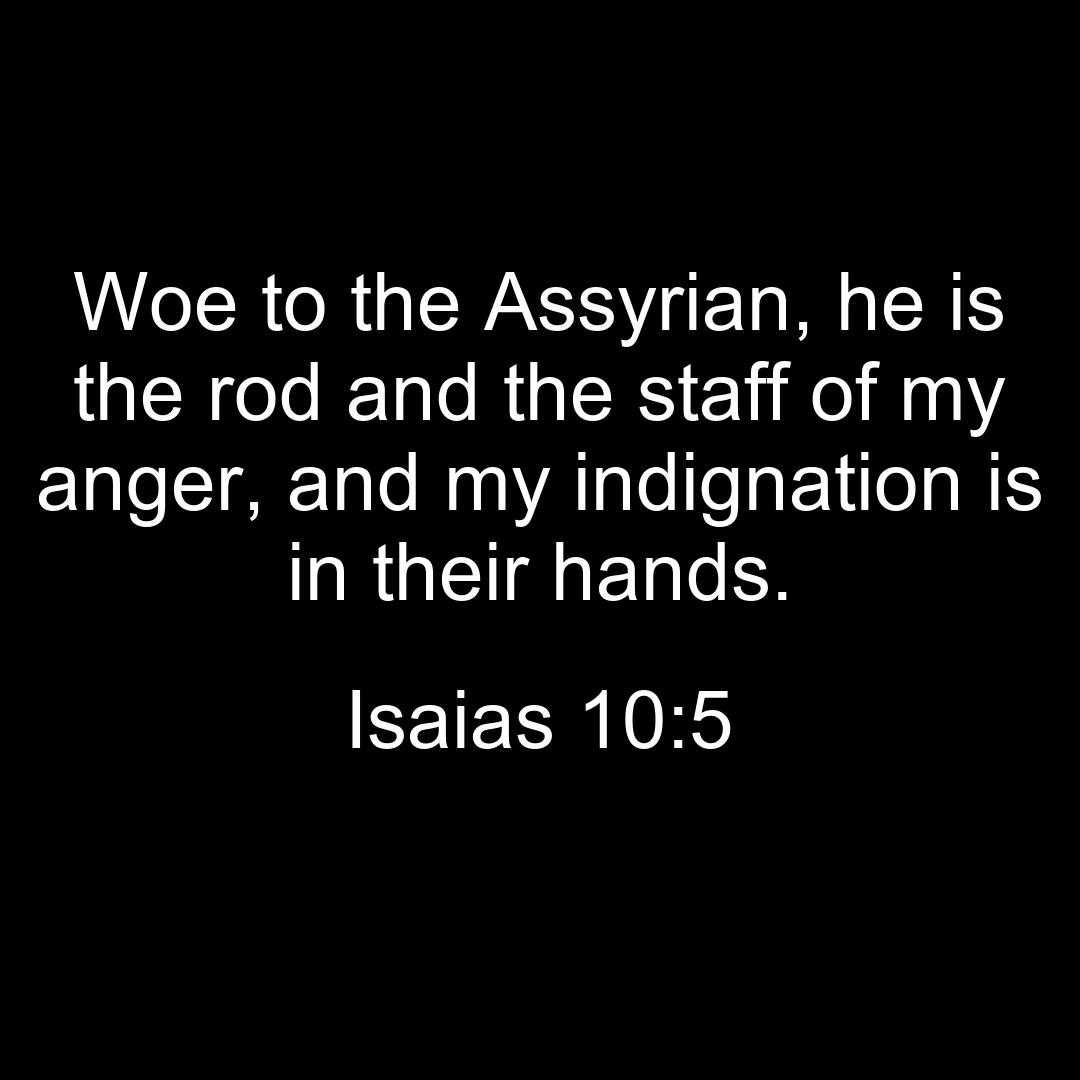 Woe to the Assyrian, he is
the rod and the staff of my
anger, and my indignation is
in their hands.
Isaias 10:5